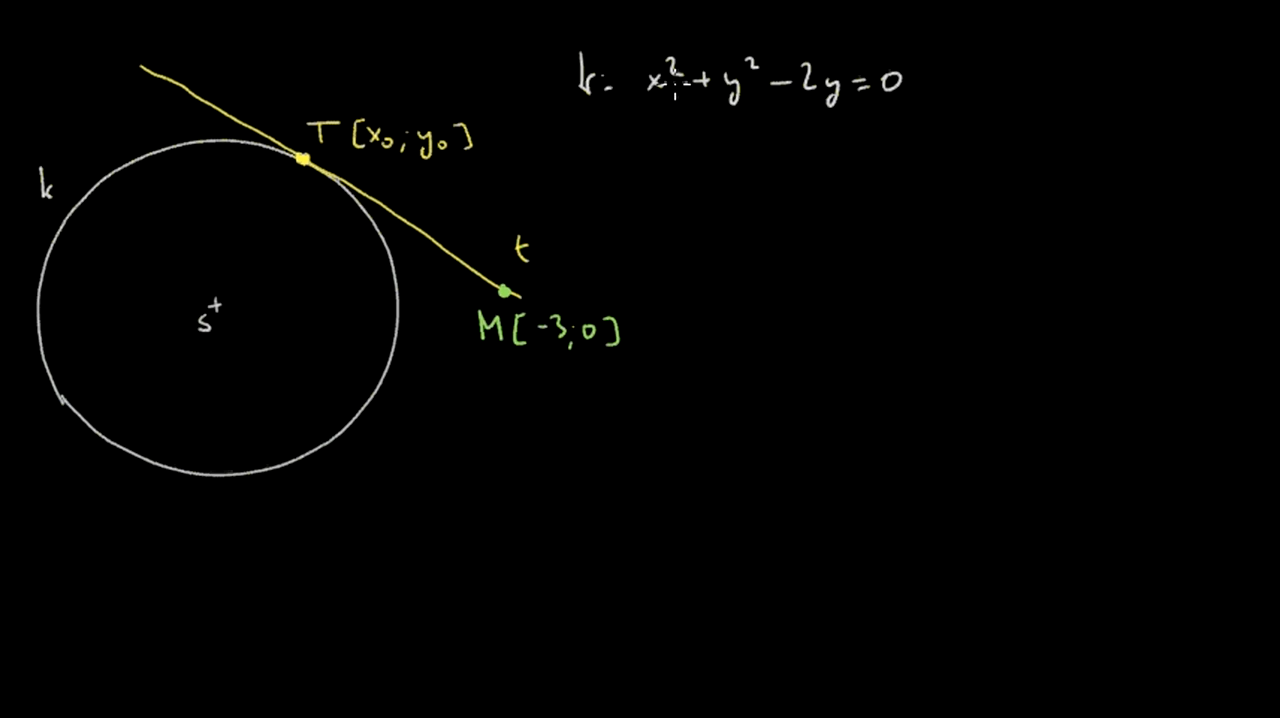 k: x² + y² - 2y = 0
T [x₀; y₀]
k
t
S
M [-3; 0]